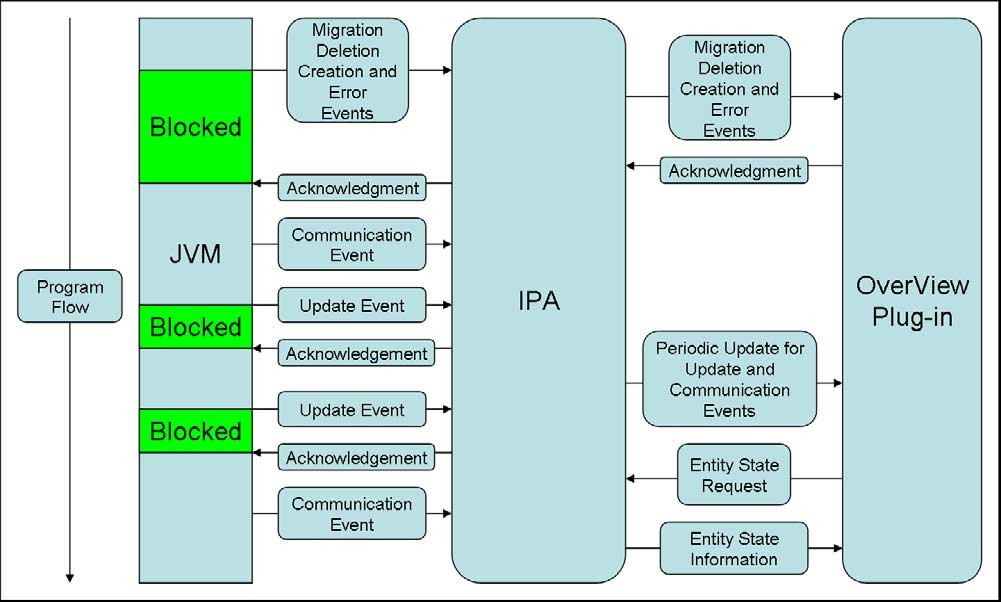 Program
Flow
Blocked
JVM
Blocked
Blocked
Migration
Deletion
Creation and
Error
Events
Acknowledgment
Communication
Event
Update Event
Acknowledgement
Update Event
Acknowledgement
Communication
Event
IPA
Migration
Deletion
Creation and
Error
Events
Acknowledgment
Periodic Update for
Update and
Communication
Events
Entity State
Request
Entity State
Information
OverView
Plug-in